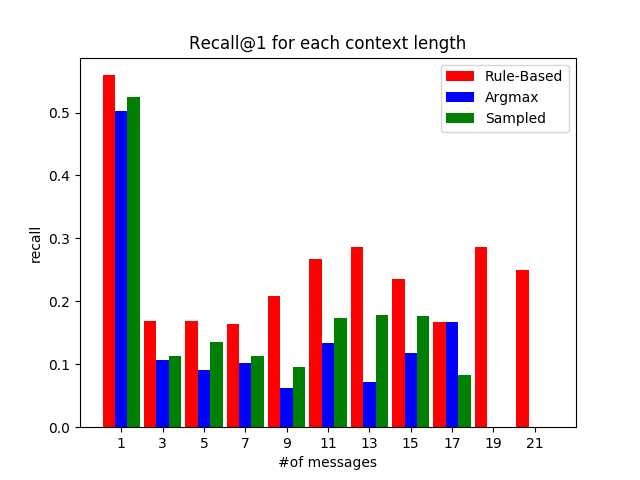 Recall@1 for each context length
Rule-Based
Argmax
Sampled
recall
0.5
0.4
0.3
0.2
0.1
0.0
1 3 5 7 9 11 13 15 17 19 21
#of messages